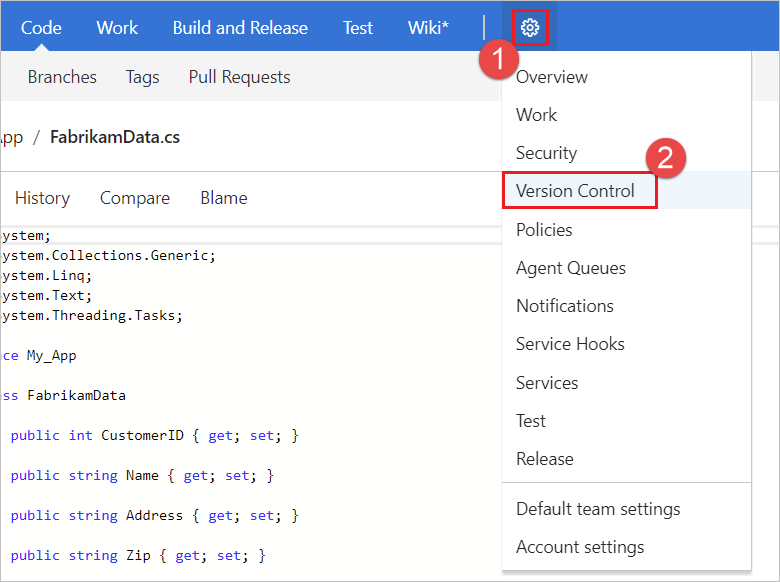 Code Work Build and Release Test Wiki*
1
Branches Tags Pull Requests
Overview
Work
pp / FabrikamData.cs
Security
2
History Compare Blame
Version Control
Policies
Agent Queues
Notifications
Service Hooks
Services
Test
Release
Default team settings
Account settings
ystem;
ystem.Collections.Generic;
ystem.Linq;
ystem.Text;
ystem.Threading.Tasks;
ce My_App
ss FabrikamData
public int CustomerID { get; set; }
public string Name { get; set; }
public string Address { get; set; }
public string Zip { get; set; }